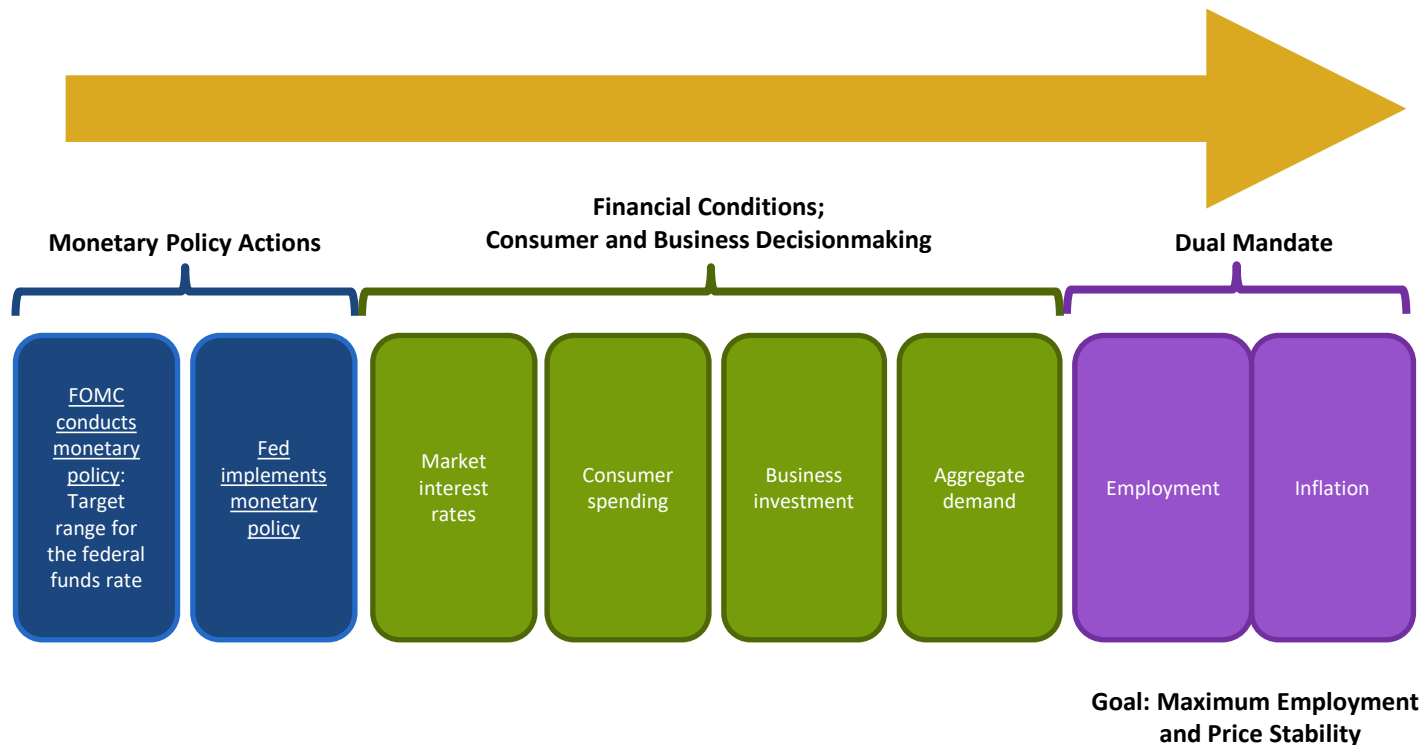 Financial Conditions;
Consumer and Business Decisionmaking
Monetary Policy Actions
Dual Mandate
FOMC
conducts
monetary
policy:
Target
range for
the federal
funds rate
Fed
implements
monetary
policy
Market
interest
rates
Consumer
spending
Business
investment
Aggregate
demand
Employment
Inflation
Goal: Maximum Employment
and Price Stability